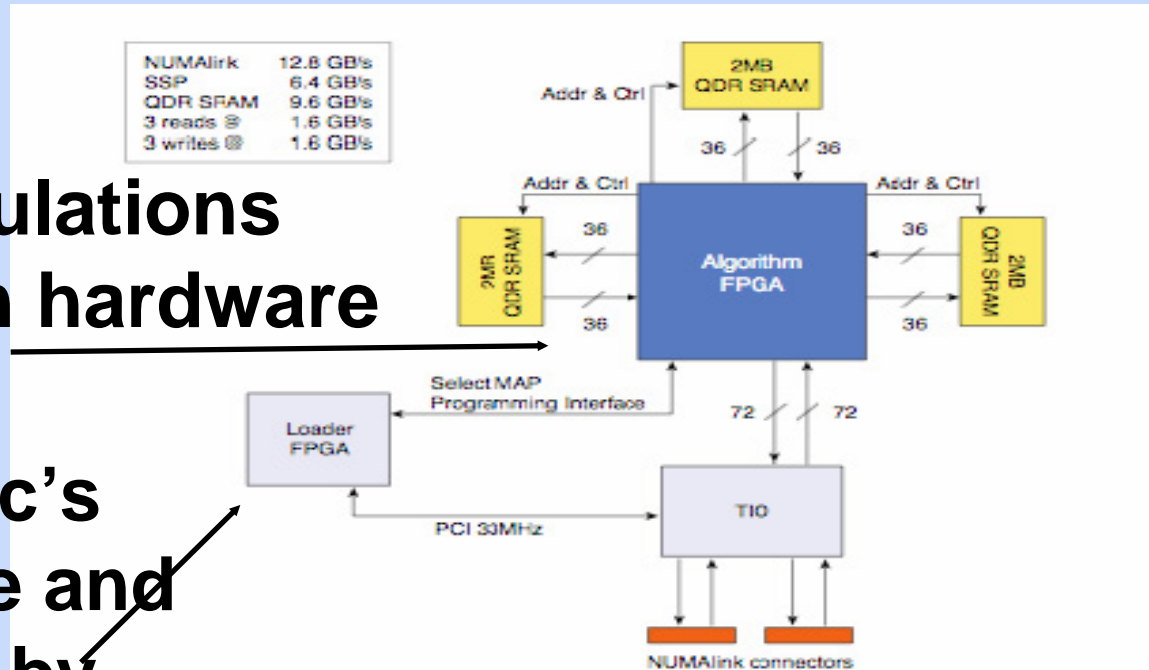 NUMAlink 12.8 GB/s
SSP 6.4 GB/s
QDR SRAM 9.6 GB/s
3 reads @ 1.6 GB/s
3 writes @ 1.6 GB/s
2MB
QDR SRAM
Addr & Ctrl
36 36
ulations
hardware
Addr & Ctrl
Addr & Ctrl
2MB
QDR SRAM
36
36
Algorithm
FPGA
36
36
2MB
QDR SRAM
Select MAP
Programming Interface
Loader
FPGA
72 72
c’s
e and
by
PCI 33MHz
TIO
NUMAlink connectors